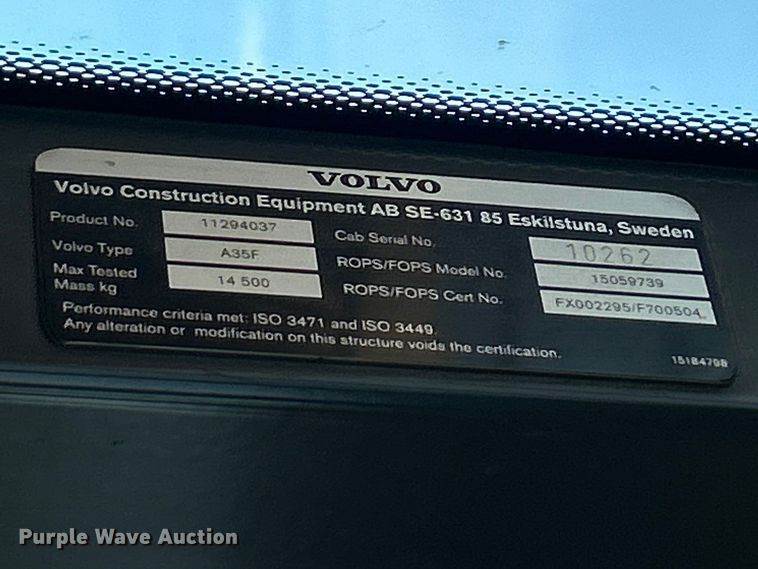 VOLVO
Volvo Construction Equipment AB SE-631 85 Eskilstuna, Sweden
Product No. 11294037 Cab Serial No. 10262
Volvo Type A35F ROPS/FOPS Model No. 15059739
Max Tested Mass kg 14 500 ROPS/FOPS Cert No. FX002295/F700504
Performance criteria met: ISO 3471 and ISO 3449.
Any alteration or modification on this structure voids the certification.
15184798
Purple Wave Auction